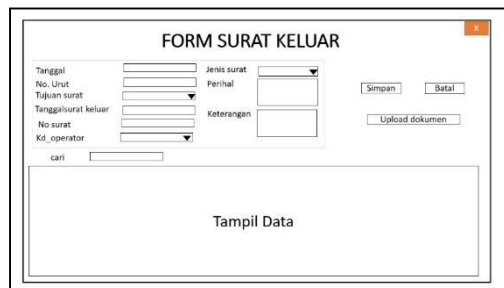 X
FORM SURAT KELUAR
Tanggal
No. Urut
Tujuan surat
Tanggalsurat keluar
No surat
Kd_operator
Jenis surat
Perihal
Keterangan
Simpan
Batal
Upload dokumen
cari
Tampil Data